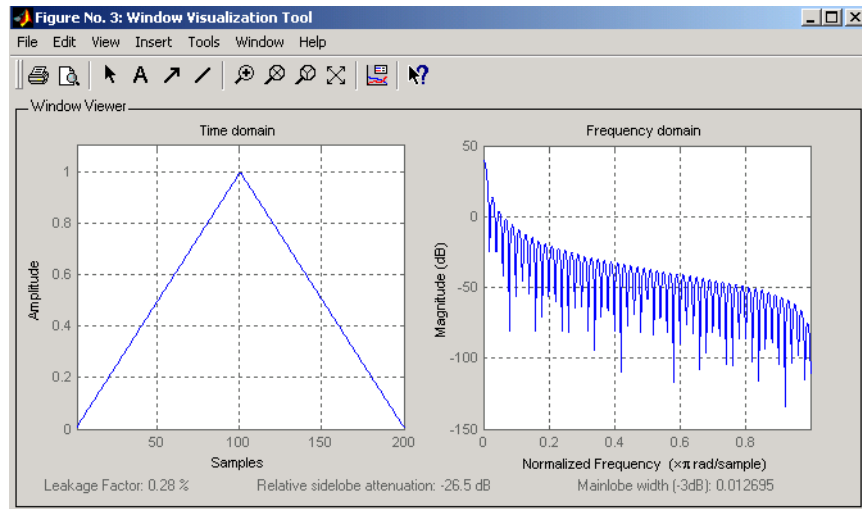 Figure No. 3: Window Visualization Tool
File Edit View Insert Tools Window Help
A
Window Viewer
Time domain
1
0.8
0.6
0.4
0.2
0
Amplitude
50 100 150 200
Samples
Frequency domain
50
0
-50
-100
-150
Magnitude (dB)
0 0.2 0.4 0.6 0.8
Normalized Frequency (×π rad/sample)
Leakage Factor: 0.28 % Relative sidelobe attenuation: -26.5 dB Mainlobe width (-3dB): 0.012695